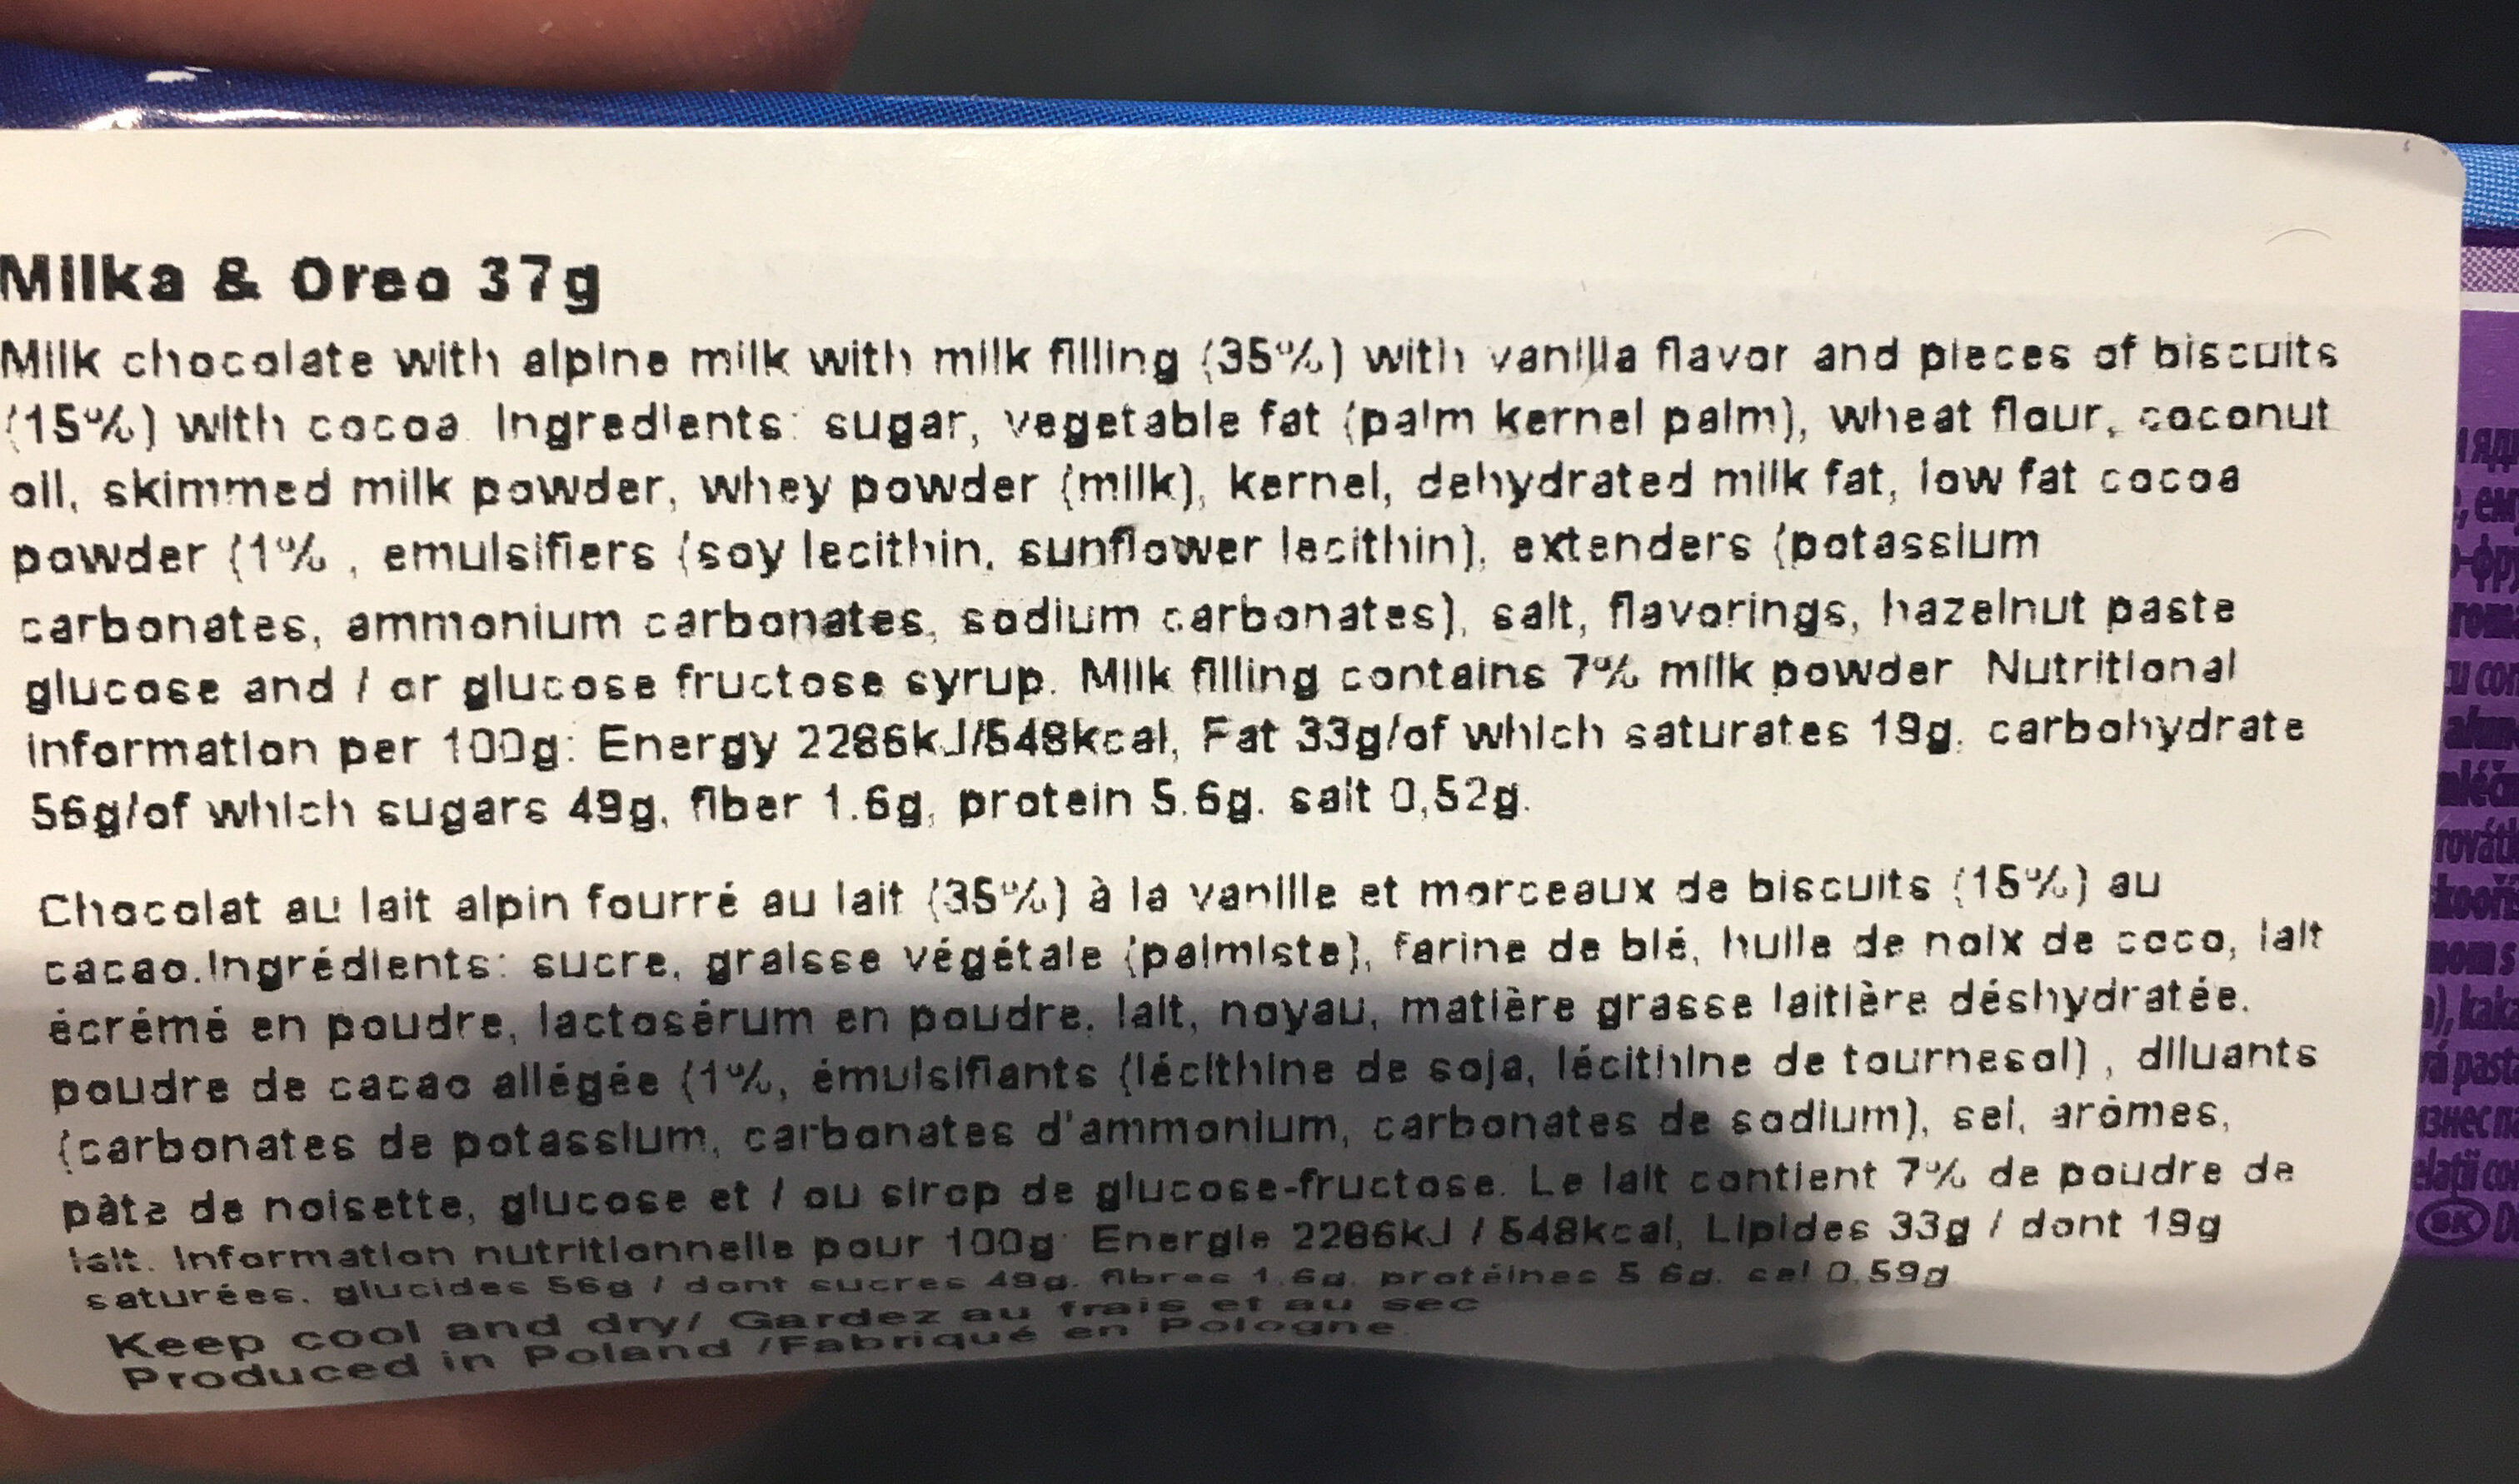 Milka & Oreo 37g
Milk chocolate with alpine milk with milk filling (35%) with vanilla flavor and pieces of biscuits
(15%) with cocoa. Ingredients: sugar, vegetable fat (palm kernel palm), wheat flour, coconut
oil, skimmed milk powder, whey powder (milk), kernel, dehydrated milk fat, low fat cocoa
powder (1% , emulsifiers (soy lecithin, sunflower lecithin), extenders (potassium
carbonates, ammonium carbonates, sodium carbonates), salt, flavorings, hazelnut paste
glucose and / or glucose fructose syrup. Milk filling contains 7% milk powder Nutritional
information per 100g: Energy 2286kJ/548kcal, Fat 33g/of which saturates 19g, carbohydrate
56g/of which sugars 49g, fiber 1.6g, protein 5.6g. salt 0,52g.
Chocolat au lait alpin fourré au lait (35%) à la vanille et morceaux de biscuits (15%) au
cacao.Ingrédients: sucre, graisse végétale (palmiste), farine de blé, huile de noix de coco, lait
écrémé en poudre, lactosérum en poudre, lait, noyau, matière grasse laitière déshydratée,
poudre de cacao allégée (1%, émulsifiants (lécithine de soja, lécithine de tournesol) , diluants
(carbonates de potassium, carbonates d'ammonium, carbonates de sodium), sel, arômes,
pâte de noisette, glucose et / ou sirop de glucose-fructose. Le lait contient 7% de poudre de
lait. Information nutritionnelle pour 100g: Energie 2286kJ / 548kcal, Lipides 33g / dont 19g
saturées, glucides 56g / dont sucres 49g, fibres 1.6g, protéines 5.6g, sel 0,59g
Keep cool and dry/ Gardez au frais et au sec
Produced in Poland /Fabriqué en Pologne
SK